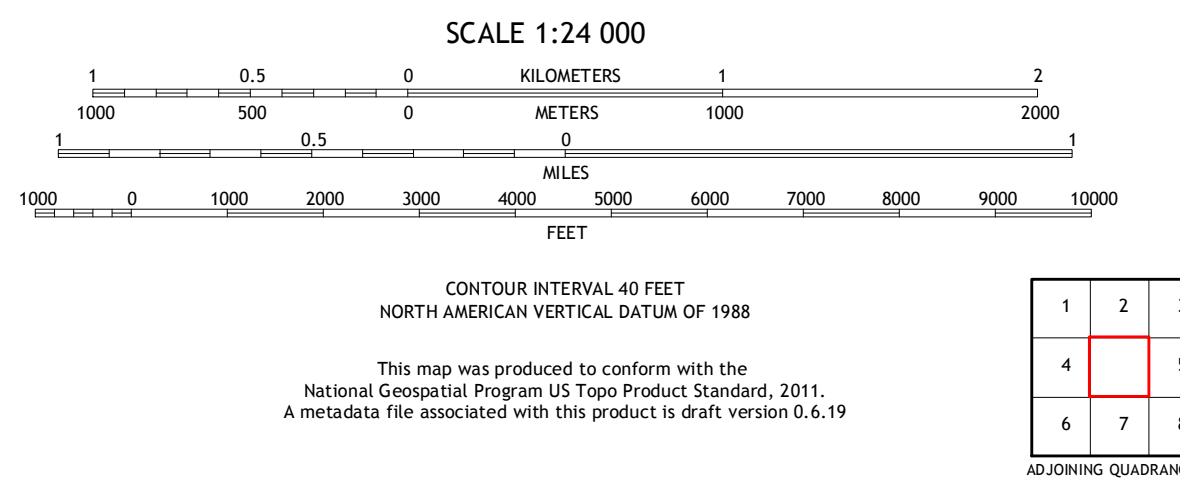 SCALE 1:24 000
1 0.5 0 KILOMETERS 1 2
1000 500 0 METERS 1000 2000
1 0.5 0 1
MILES
1000 0 1000 2000 3000 4000 5000 6000 7000 8000 9000 10000
FEET
CONTOUR INTERVAL 40 FEET
NORTH AMERICAN VERTICAL DATUM OF 1988
This map was produced to conform with the
National Geospatial Program US Topo Product Standard, 2011.
A metadata file associated with this product is draft version 0.6.19
1 2
4
6 7
ADJOINING